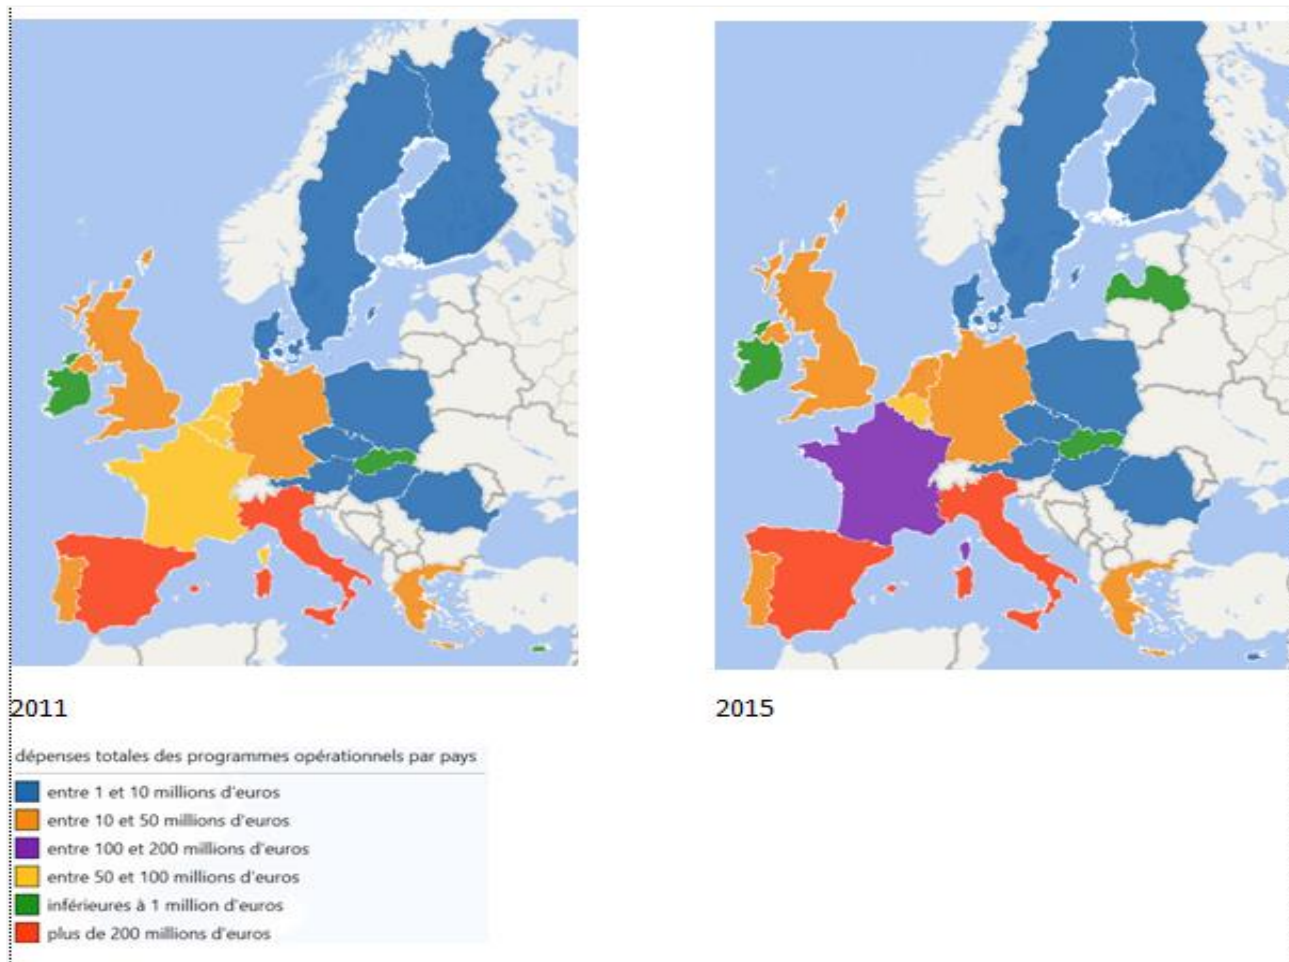 2011
2015
dépenses totales des programmes opérationnels par pays
entre 1 et 10 millions d'euros
entre 10 et 50 millions d'euros
entre 100 et 200 millions d'euros
entre 50 et 100 millions d'euros
inférieures à 1 million d'euros
plus de 200 millions d'euros